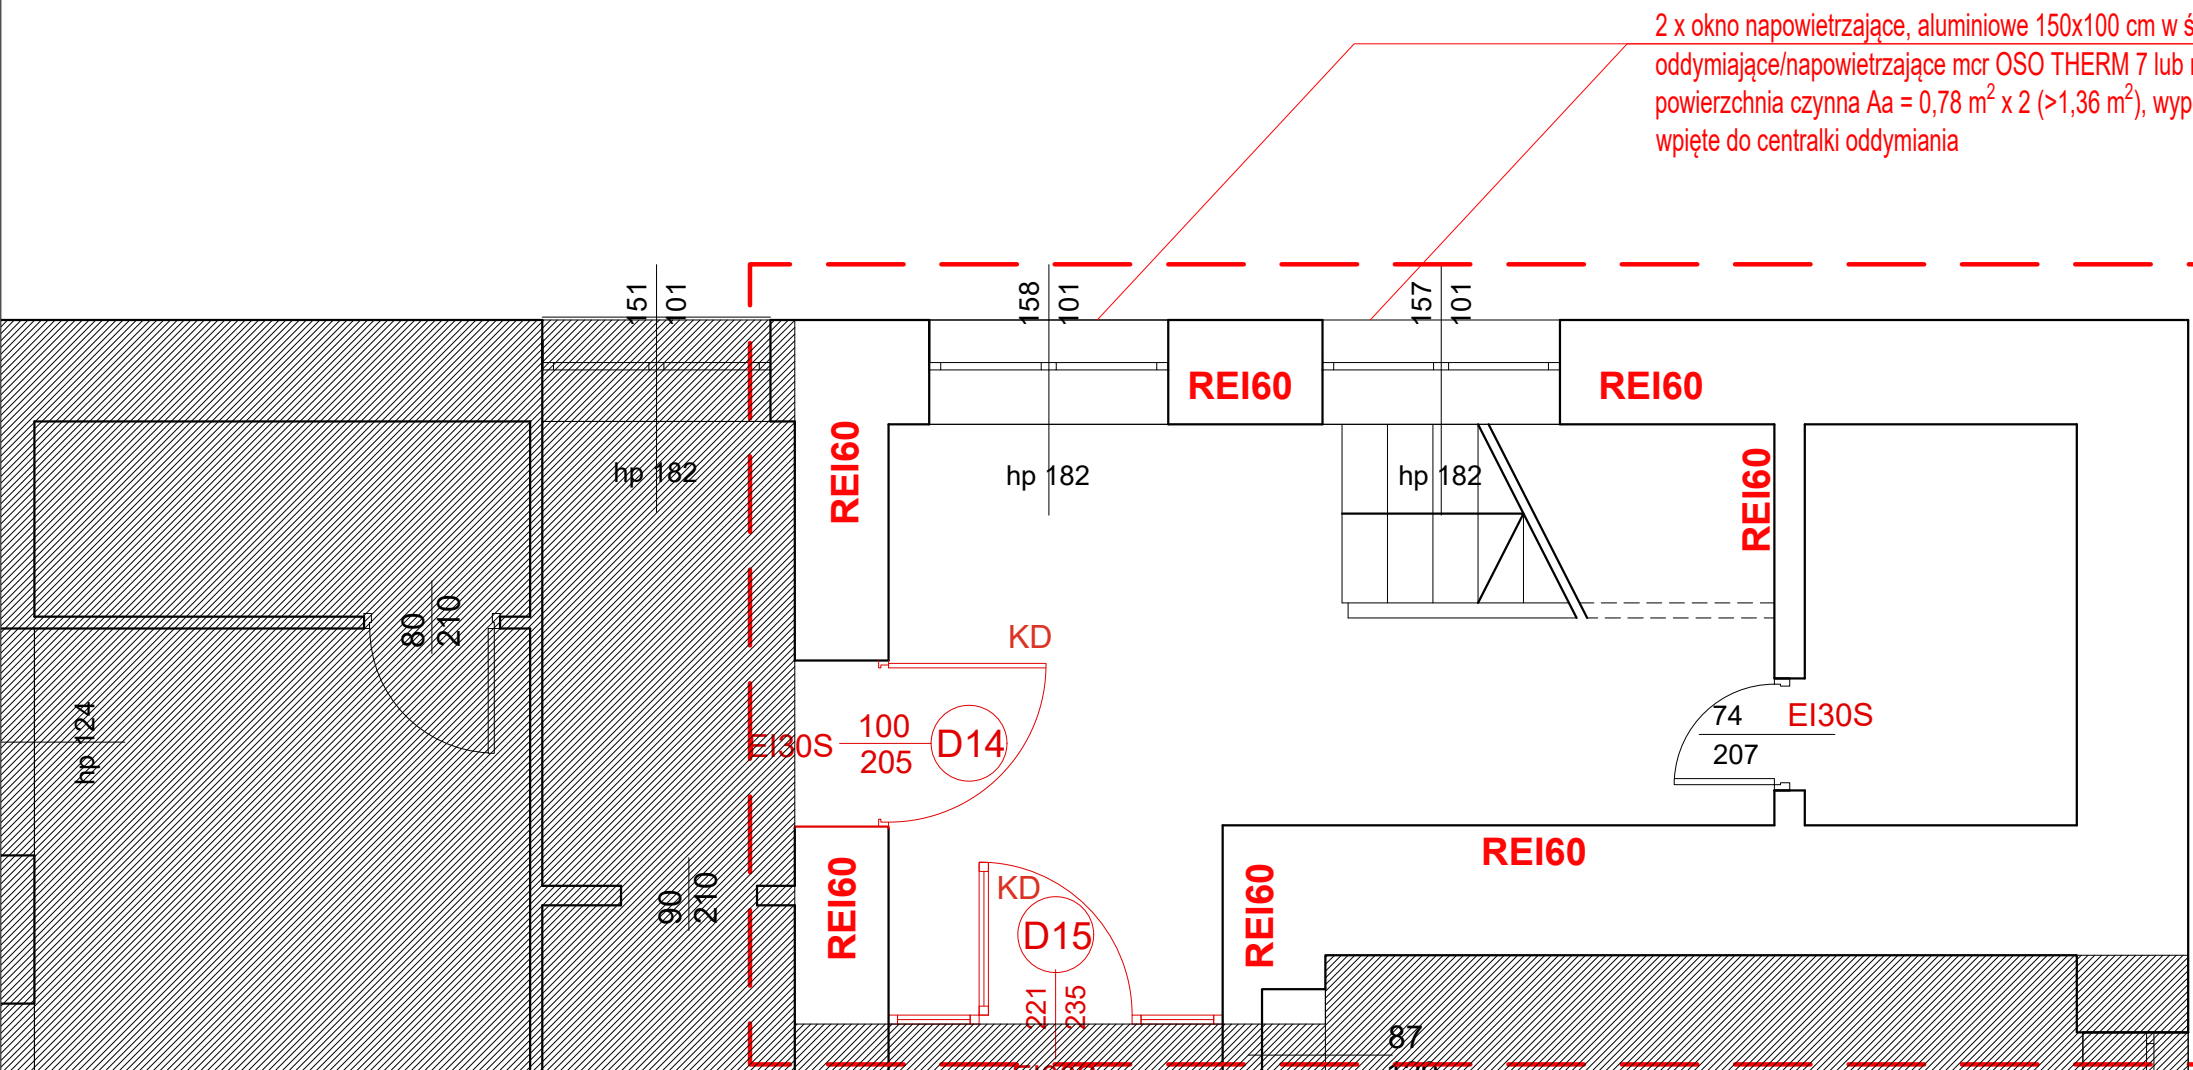 2 x okno napowietrzające, aluminiowe 150x100 cm w ś
oddymiające/napowietrzające mcr OSO THERM 7 lub
powierzchnia czynna Aa = 0,78 m² x 2 (>1,36 m²), wyp
wpięte do centralki oddymiania
151
101
158
101
157
101
REI60
REI60
REI60
REI60
hp 182
hp 182
hp 182
80
210
KD
hp 124
EI30S
100
205
D14
74
207
EI30S
REI60
90
210
REI60
KD
D15
REI60
221
235
87